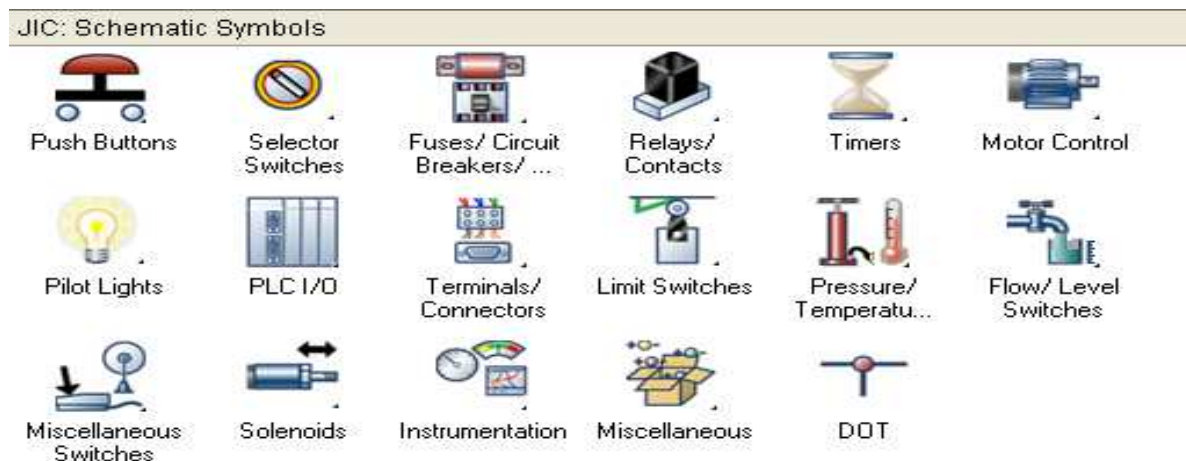 JIC: Schematic Symbols
Push Buttons
Selector
Switches
Fuses/ Circuit
Breakers/ ...
Relays/
Contacts
Timers
Motor Control
Pilot Lights
PLC I/O
Terminals/
Connectors
Limit Switches
Pressure/
Temperatu...
Flow/ Level
Switches
Miscellaneous
Switches
Solenoids
Instrumentation
Miscellaneous
DOT